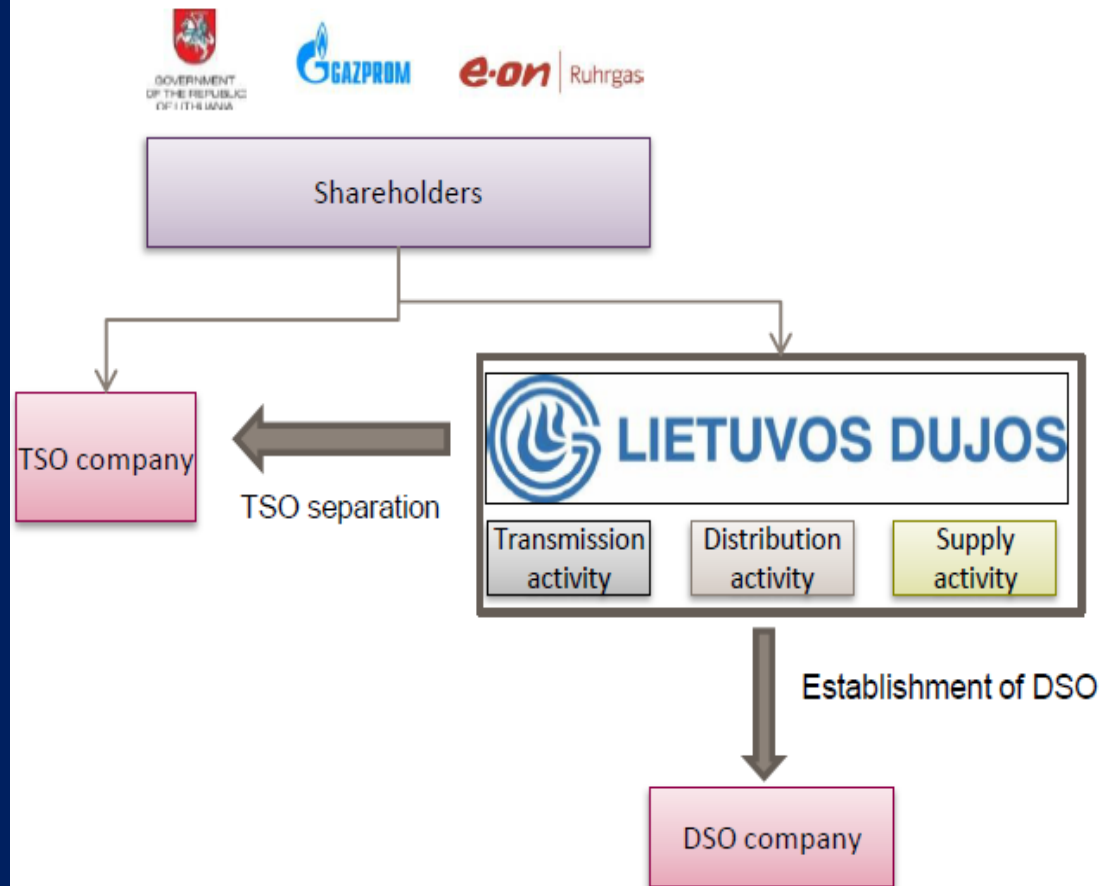 GOVERNMENT
OF THE REPUBLIC
OF LITHUANIA
GAZPROM
e·on Ruhrgas
Shareholders
TSO company
TSO separation
LIETUVOS DUJOS
Transmission
activity
Distribution
activity
Supply
activity
Establishment of DSO
DSO company